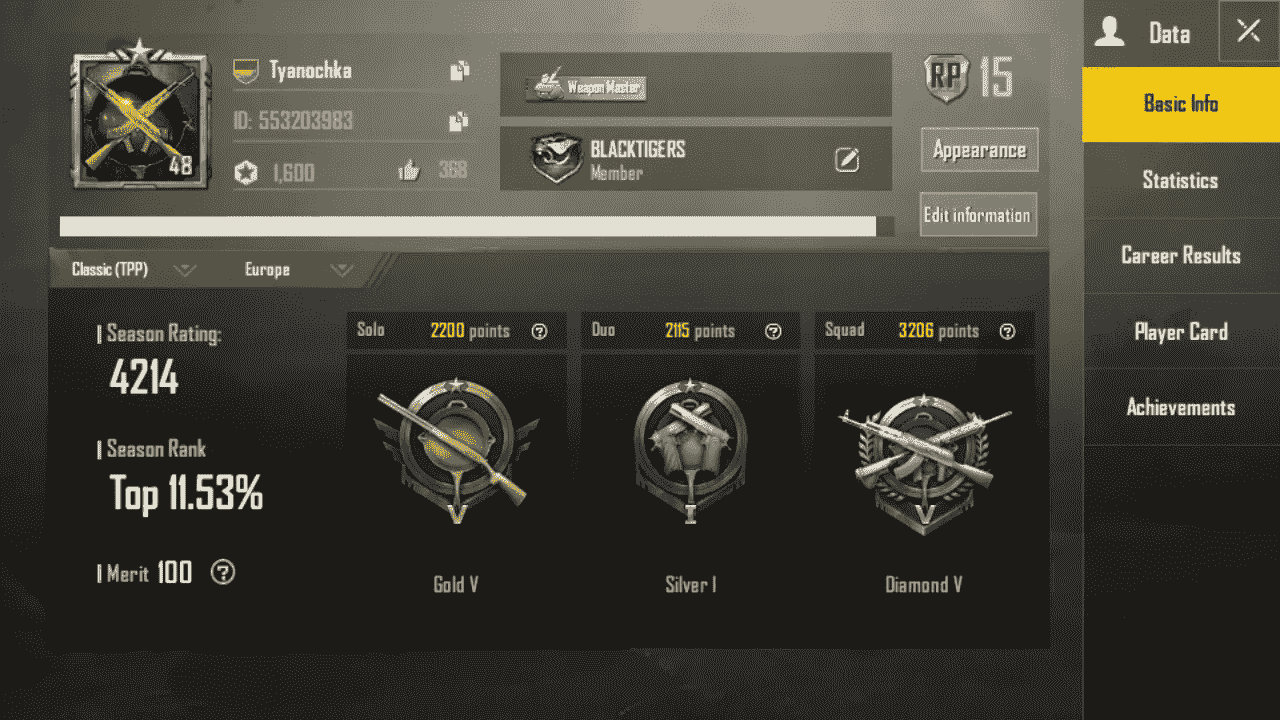 Tyanochka
ID: 553203983
1,600
368
48
Weapon Master
BLACKTIGERS
Member
RP 15
Appearance
Edit information
Data
Basic Info
Statistics
Career Results
Player Card
Achievements
Classic (TPP)
Europe
Season Rating:
4214
Season Rank
Top 11.53%
Merit 100 ?
Solo 2200 points ?
V
Gold V
Duo 2115 points ?
I
Silver I
Squad 3206 points ?
V
Diamond V